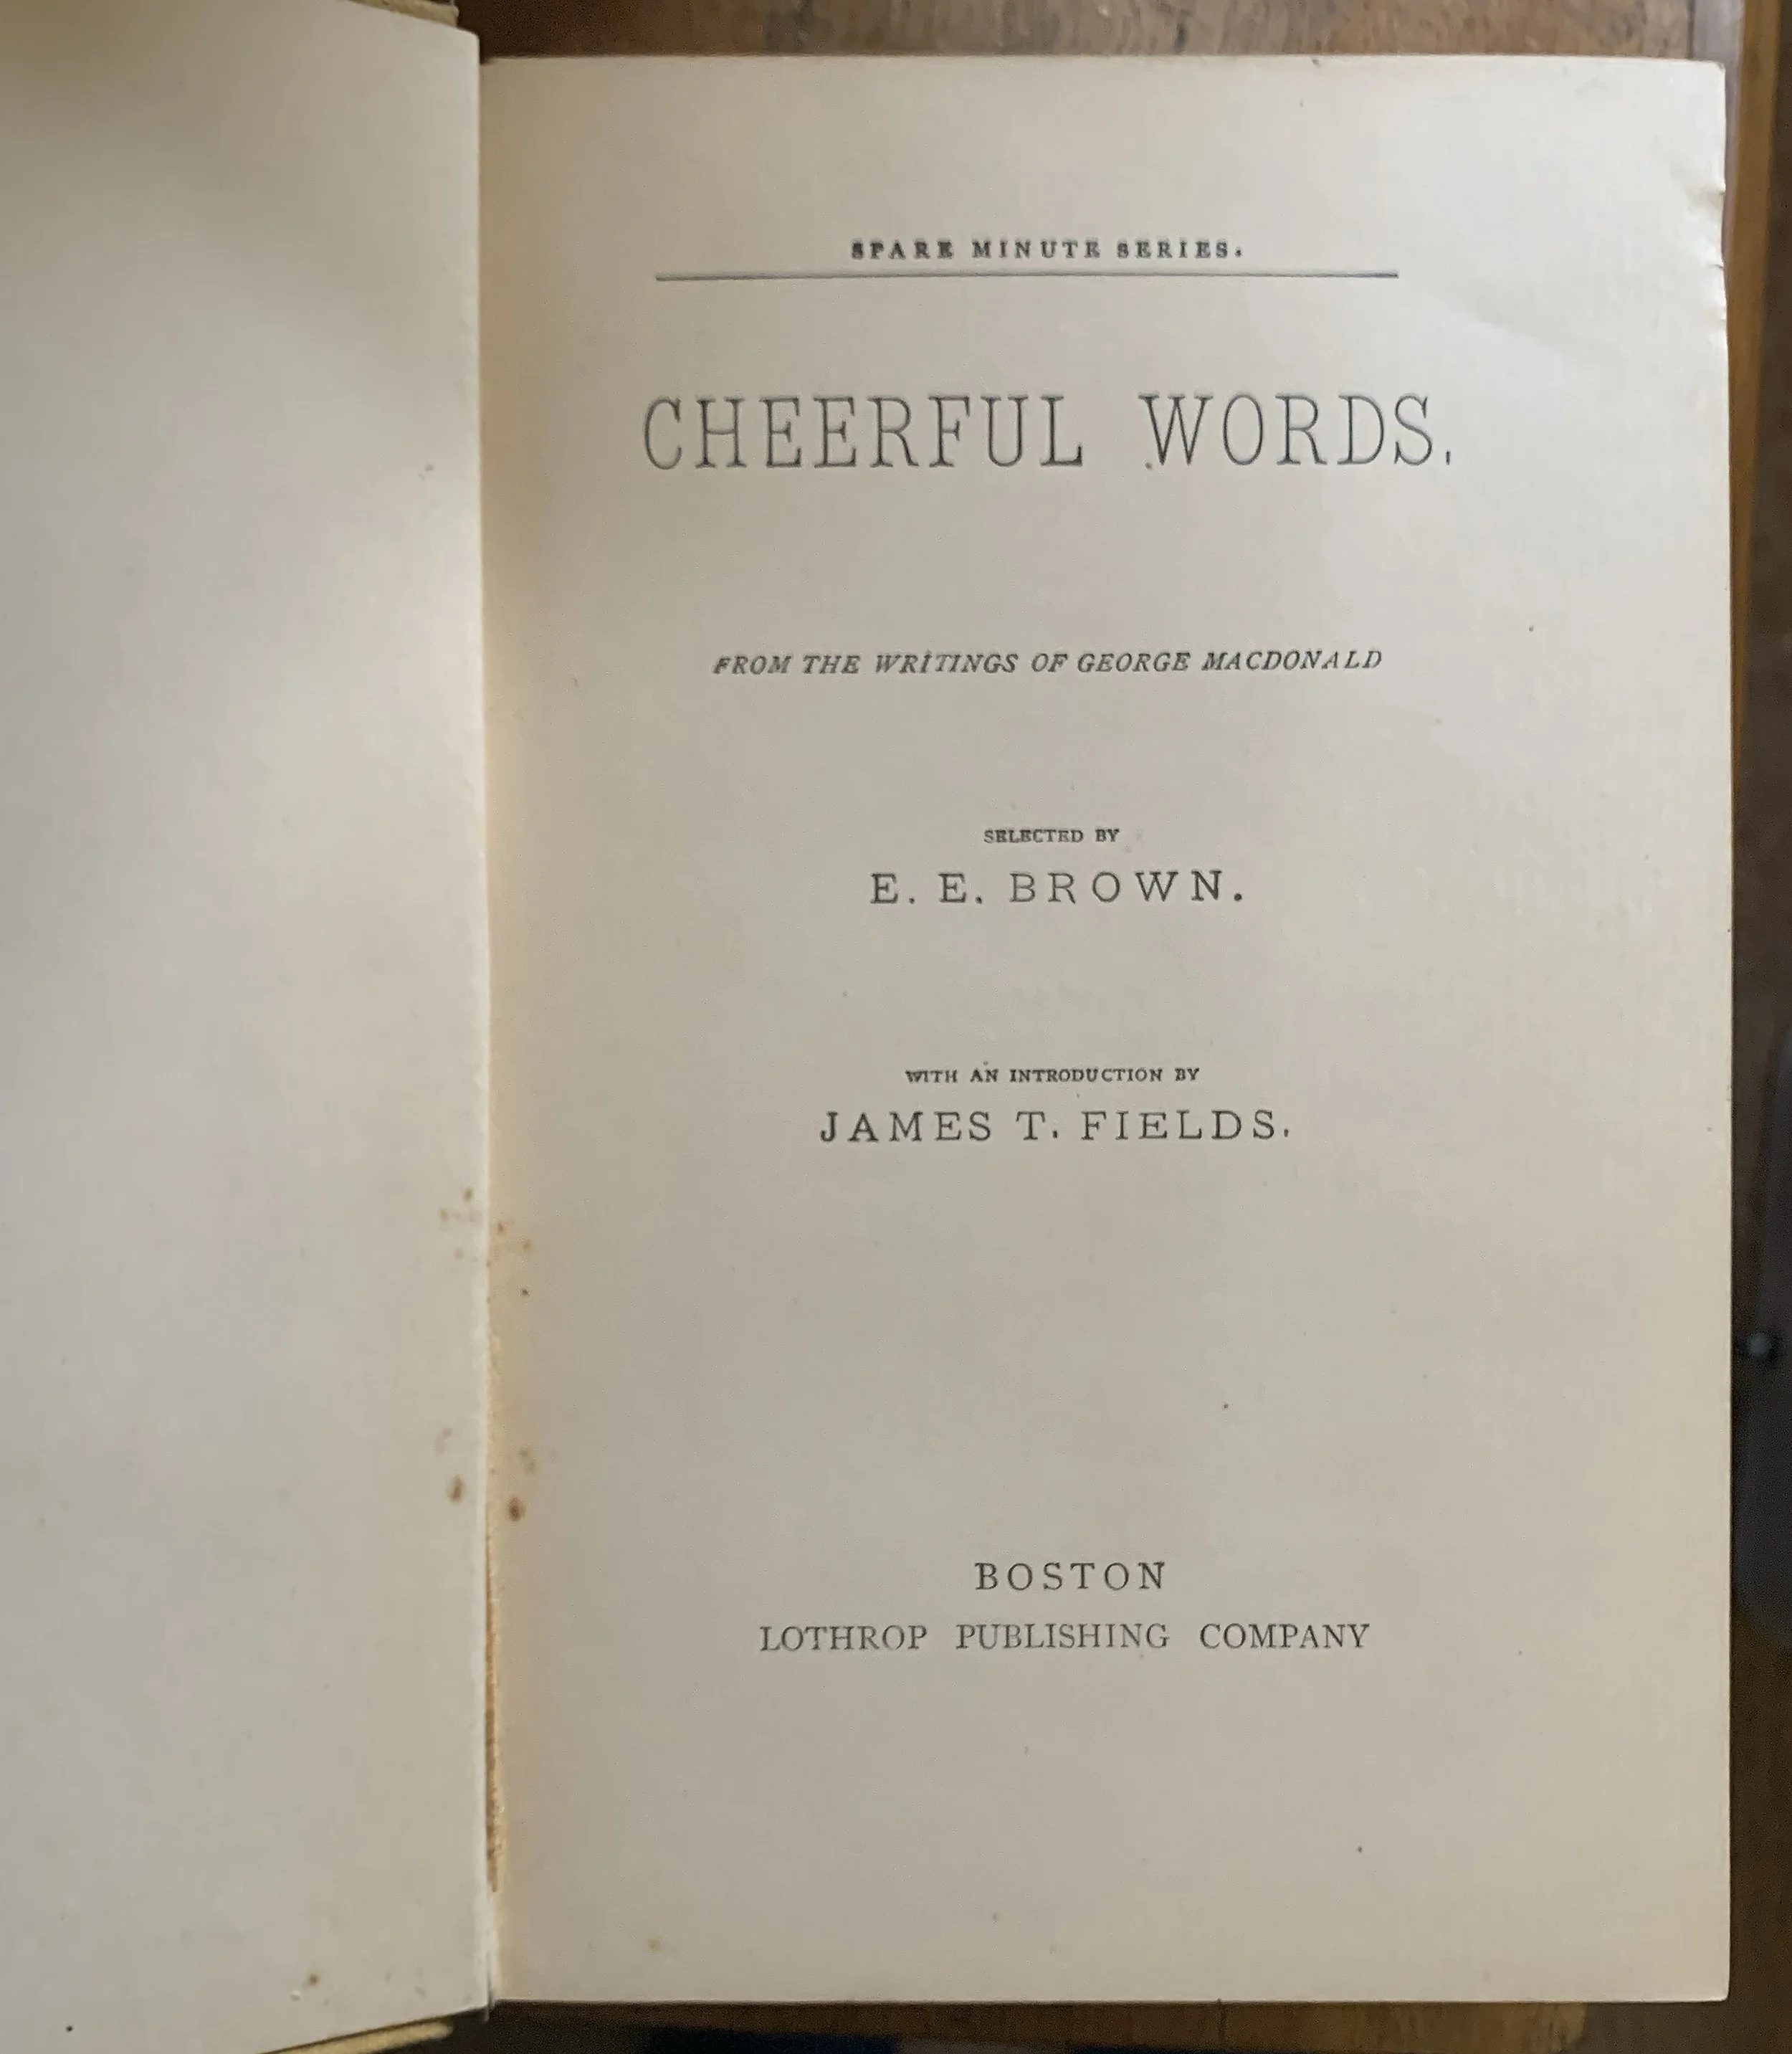 SPARE MINUTE SERIES.
CHEERFUL WORDS.
FROM THE WRITINGS OF GEORGE MACDONALD
SELECTED BY
E. E. BROWN.
WITH AN INTRODUCTION BY
JAMES T. FIELDS.
BOSTON
LOTHROP PUBLISHING COMPANY